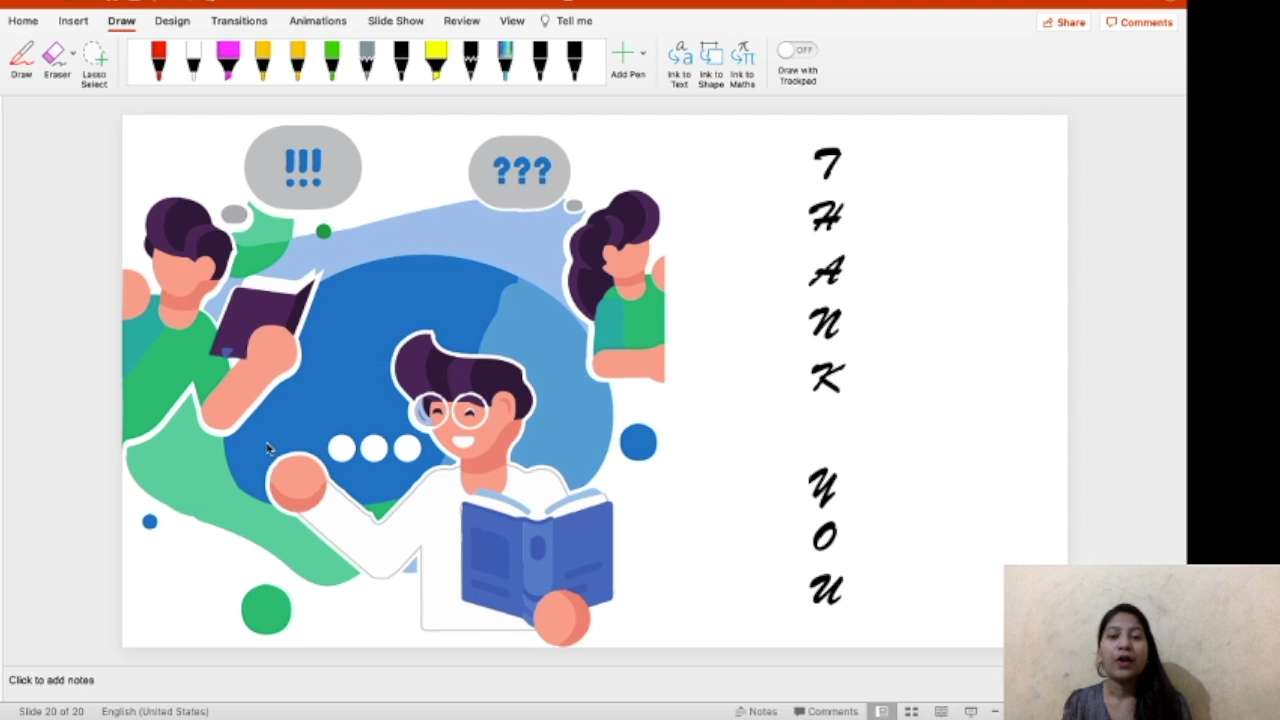 Home Insert Draw Design Transitions Animations Slide Show Review View Tell me
Share Comments
Draw Eraser Lasso Select
Add Pen
Ink to Text Ink to Shape Ink to Maths
OFF
Draw with Trackpad
!!!
???
T
H
A
N
K
Y
O
U
Click to add notes
Slide 20 of 20 English (United States)
Notes Comments